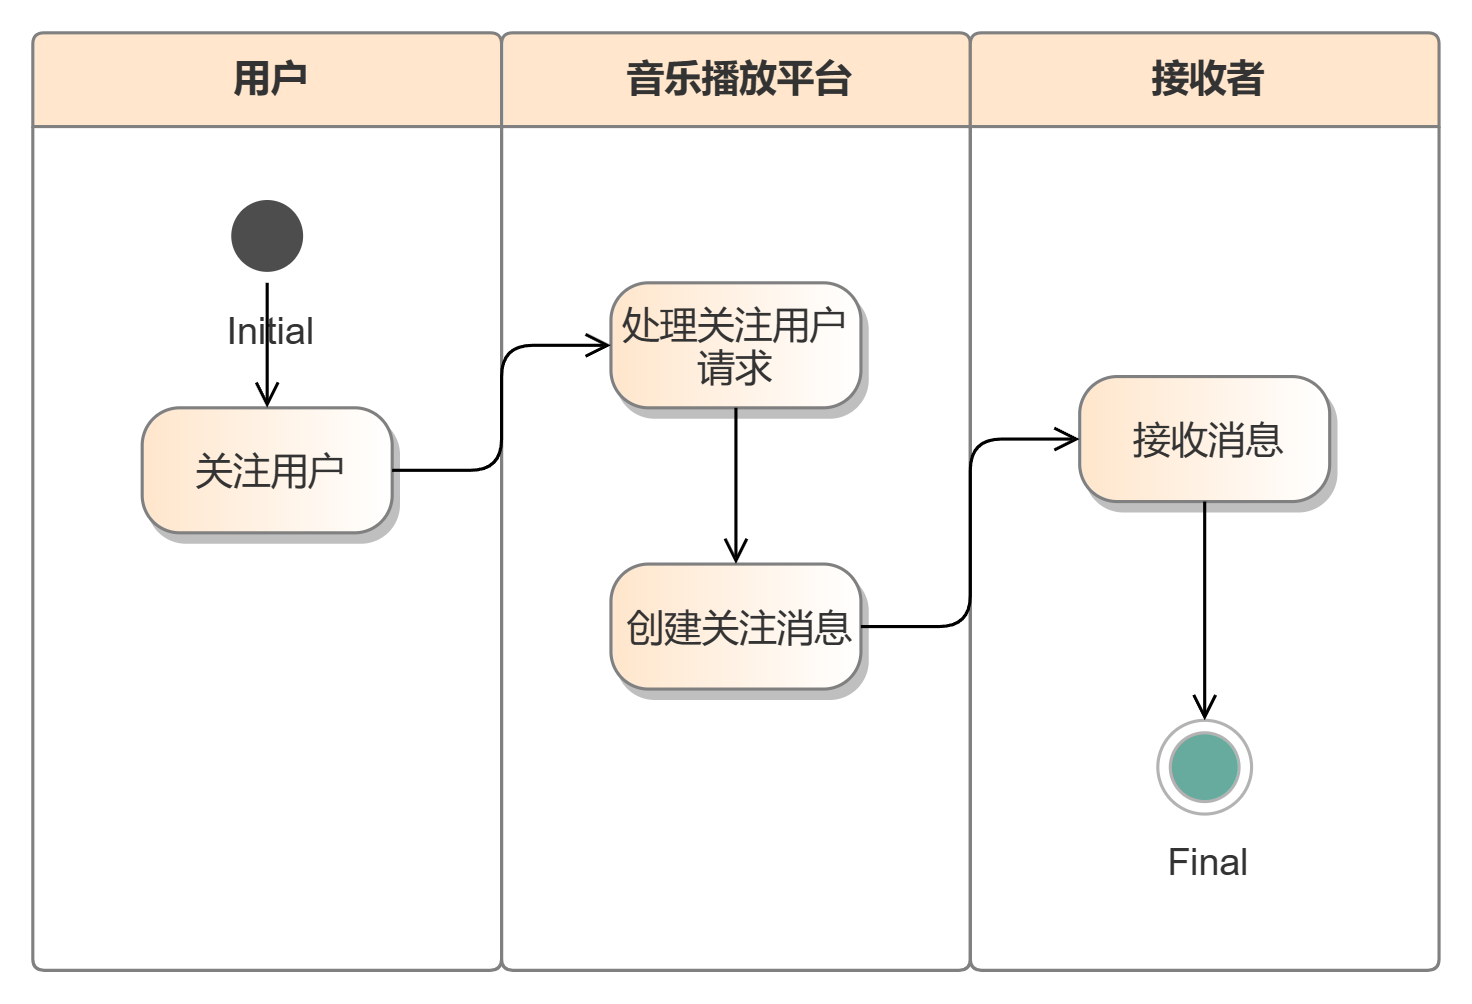 用户
音乐播放平台
接收者
Initial
关注用户
处理关注用户
请求
创建关注消息
接收消息
Final